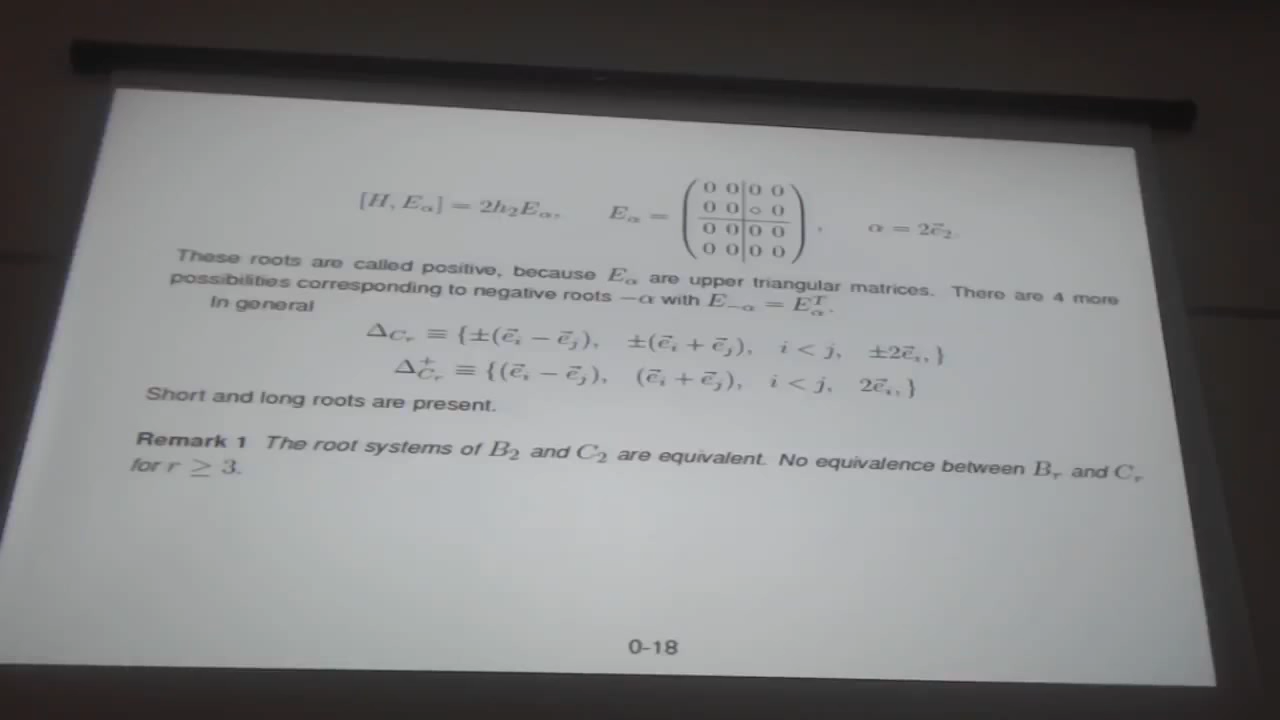 [H, E_α] = 2h_2E_α, E_α = ( 0 0 | 0 0 / 0 0 | ∘ 0 / 0 0 | 0 0 / 0 0 | 0 0 ), α = 2e⃗_2.
These roots are called positive, because E_α are upper triangular matrices. There are 4 more
possibilities corresponding to negative roots −α with E_{−α} = E_α^T.
In general
Δ_{C_r} ≡ {±(e⃗_i − e⃗_j), ±(e⃗_i + e⃗_j), i < j, ±2e⃗_i, }
Δ^+_{C_r} ≡ {(e⃗_i − e⃗_j), (e⃗_i + e⃗_j), i < j, 2e⃗_i, }
Short and long roots are present.
Remark 1 The root systems of B_2 and C_2 are equivalent. No equivalence between B_r and C_r
for r ≥ 3.
0-18